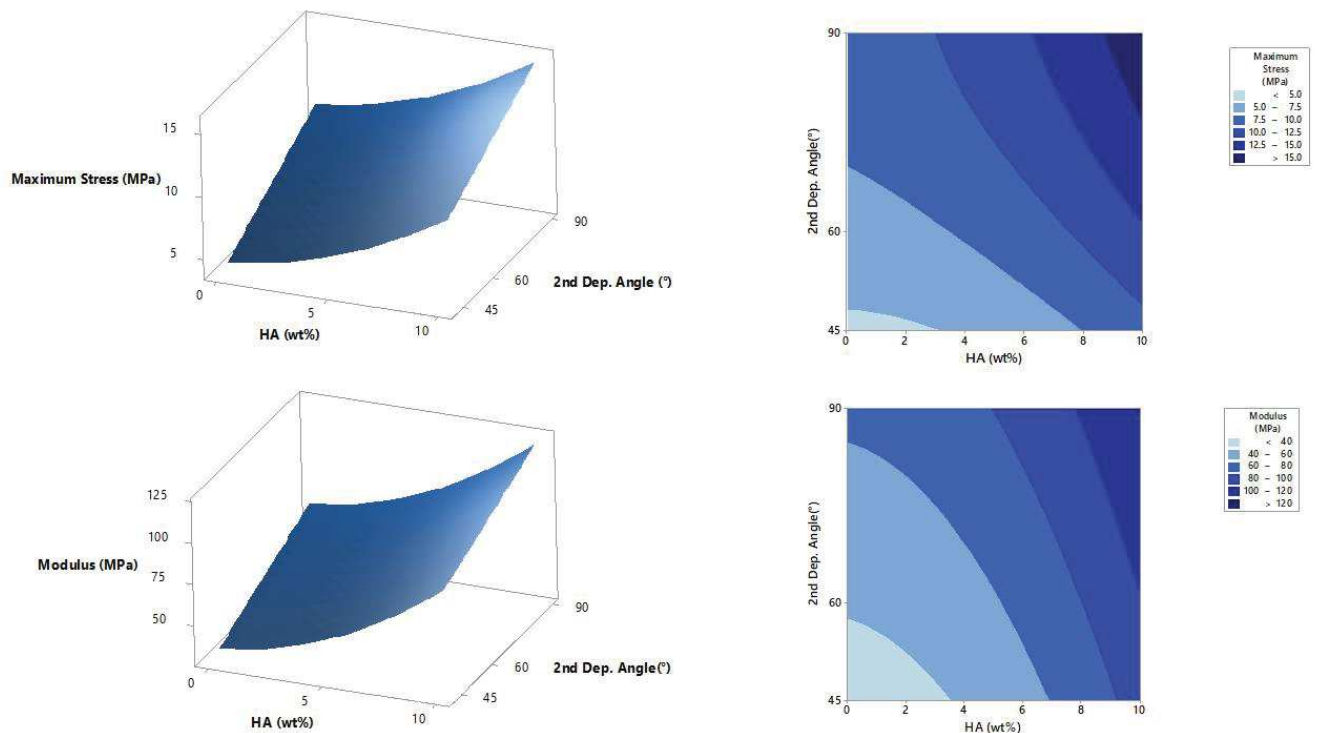 15
Maximum Stress (MPa)
10
5
0
5
10
HA (wt%)
45
60
90
2nd Dep. Angle (°)
90
60
45
2nd Dep. Angle(°)
0
2
4
6
8
10
HA (wt%)
Maximum
Stress
(MPa)
< 5.0
5.0 – 7.5
7.5 – 10.0
10.0 – 12.5
12.5 – 15.0
> 15.0
125
100
Modulus (MPa)
75
50
0
5
10
HA (wt%)
45
60
90
2nd Dep. Angle(°)
90
60
45
2nd Dep. Angle(°)
0
2
4
6
8
10
HA (wt%)
Modulus
(MPa)
< 40
40 – 60
60 – 80
80 – 100
100 – 120
> 120